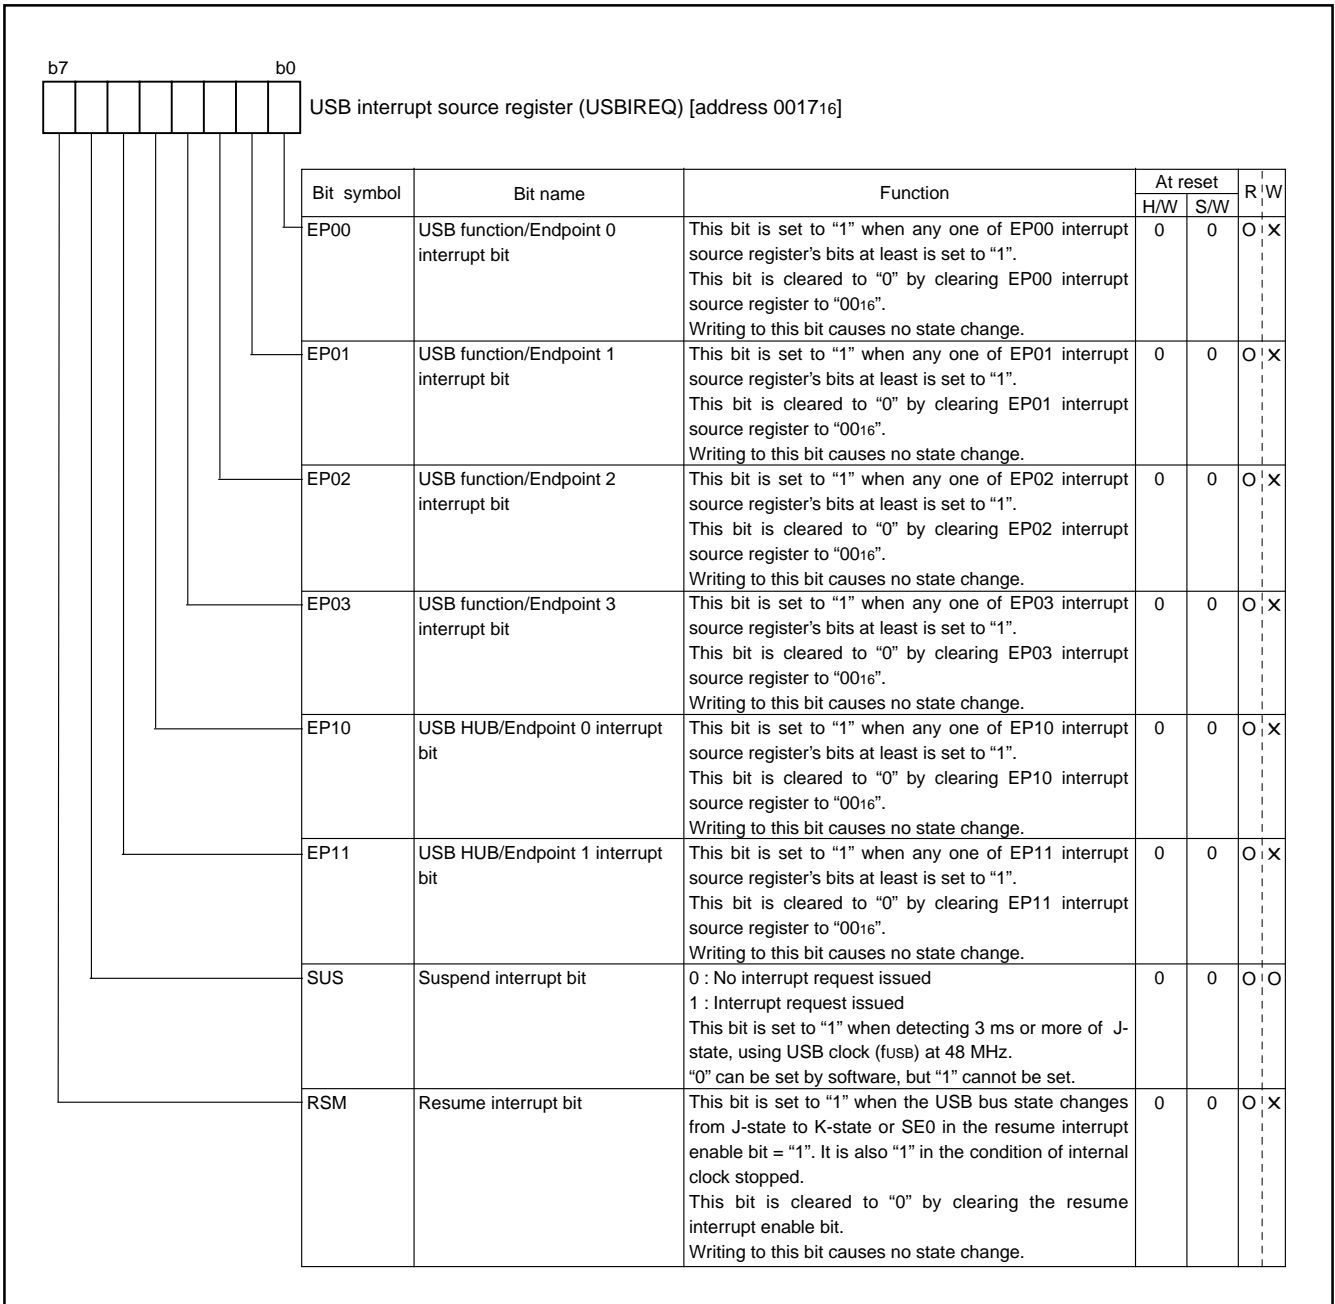 b7 b0
USB interrupt source register (USBIREQ) [address 001716]
Bit symbol Bit name Function At reset R W
H/W S/W
EP00 USB function/Endpoint 0 This bit is set to “1” when any one of EP00 interrupt 0 0 O X
interrupt bit source register’s bits at least is set to “1”.
This bit is cleared to “0” by clearing EP00 interrupt
source register to “0016”.
Writing to this bit causes no state change.
EP01 USB function/Endpoint 1 This bit is set to “1” when any one of EP01 interrupt 0 0 O X
interrupt bit source register’s bits at least is set to “1”.
This bit is cleared to “0” by clearing EP01 interrupt
source register to “0016”.
Writing to this bit causes no state change.
EP02 USB function/Endpoint 2 This bit is set to “1” when any one of EP02 interrupt 0 0 O X
interrupt bit source register’s bits at least is set to “1”.
This bit is cleared to “0” by clearing EP02 interrupt
source register to “0016”.
Writing to this bit causes no state change.
EP03 USB function/Endpoint 3 This bit is set to “1” when any one of EP03 interrupt 0 0 O X
interrupt bit source register’s bits at least is set to “1”.
This bit is cleared to “0” by clearing EP03 interrupt
source register to “0016”.
Writing to this bit causes no state change.
EP10 USB HUB/Endpoint 0 interrupt This bit is set to “1” when any one of EP10 interrupt 0 0 O X
bit source register’s bits at least is set to “1”.
This bit is cleared to “0” by clearing EP10 interrupt
source register to “0016”.
Writing to this bit causes no state change.
EP11 USB HUB/Endpoint 1 interrupt This bit is set to “1” when any one of EP11 interrupt 0 0 O X
bit source register’s bits at least is set to “1”.
This bit is cleared to “0” by clearing EP11 interrupt
source register to “0016”.
Writing to this bit causes no state change.
SUS Suspend interrupt bit 0 : No interrupt request issued 0 0 O O
1 : Interrupt request issued
This bit is set to “1” when detecting 3 ms or more of J-
state, using USB clock (fUSB) at 48 MHz.
“0” can be set by software, but “1” cannot be set.
RSM Resume interrupt bit This bit is set to “1” when the USB bus state changes 0 0 O X
from J-state to K-state or SE0 in the resume interrupt
enable bit = “1”. It is also “1” in the condition of internal
clock stopped.
This bit is cleared to “0” by clearing the resume
interrupt enable bit.
Writing to this bit causes no state change.